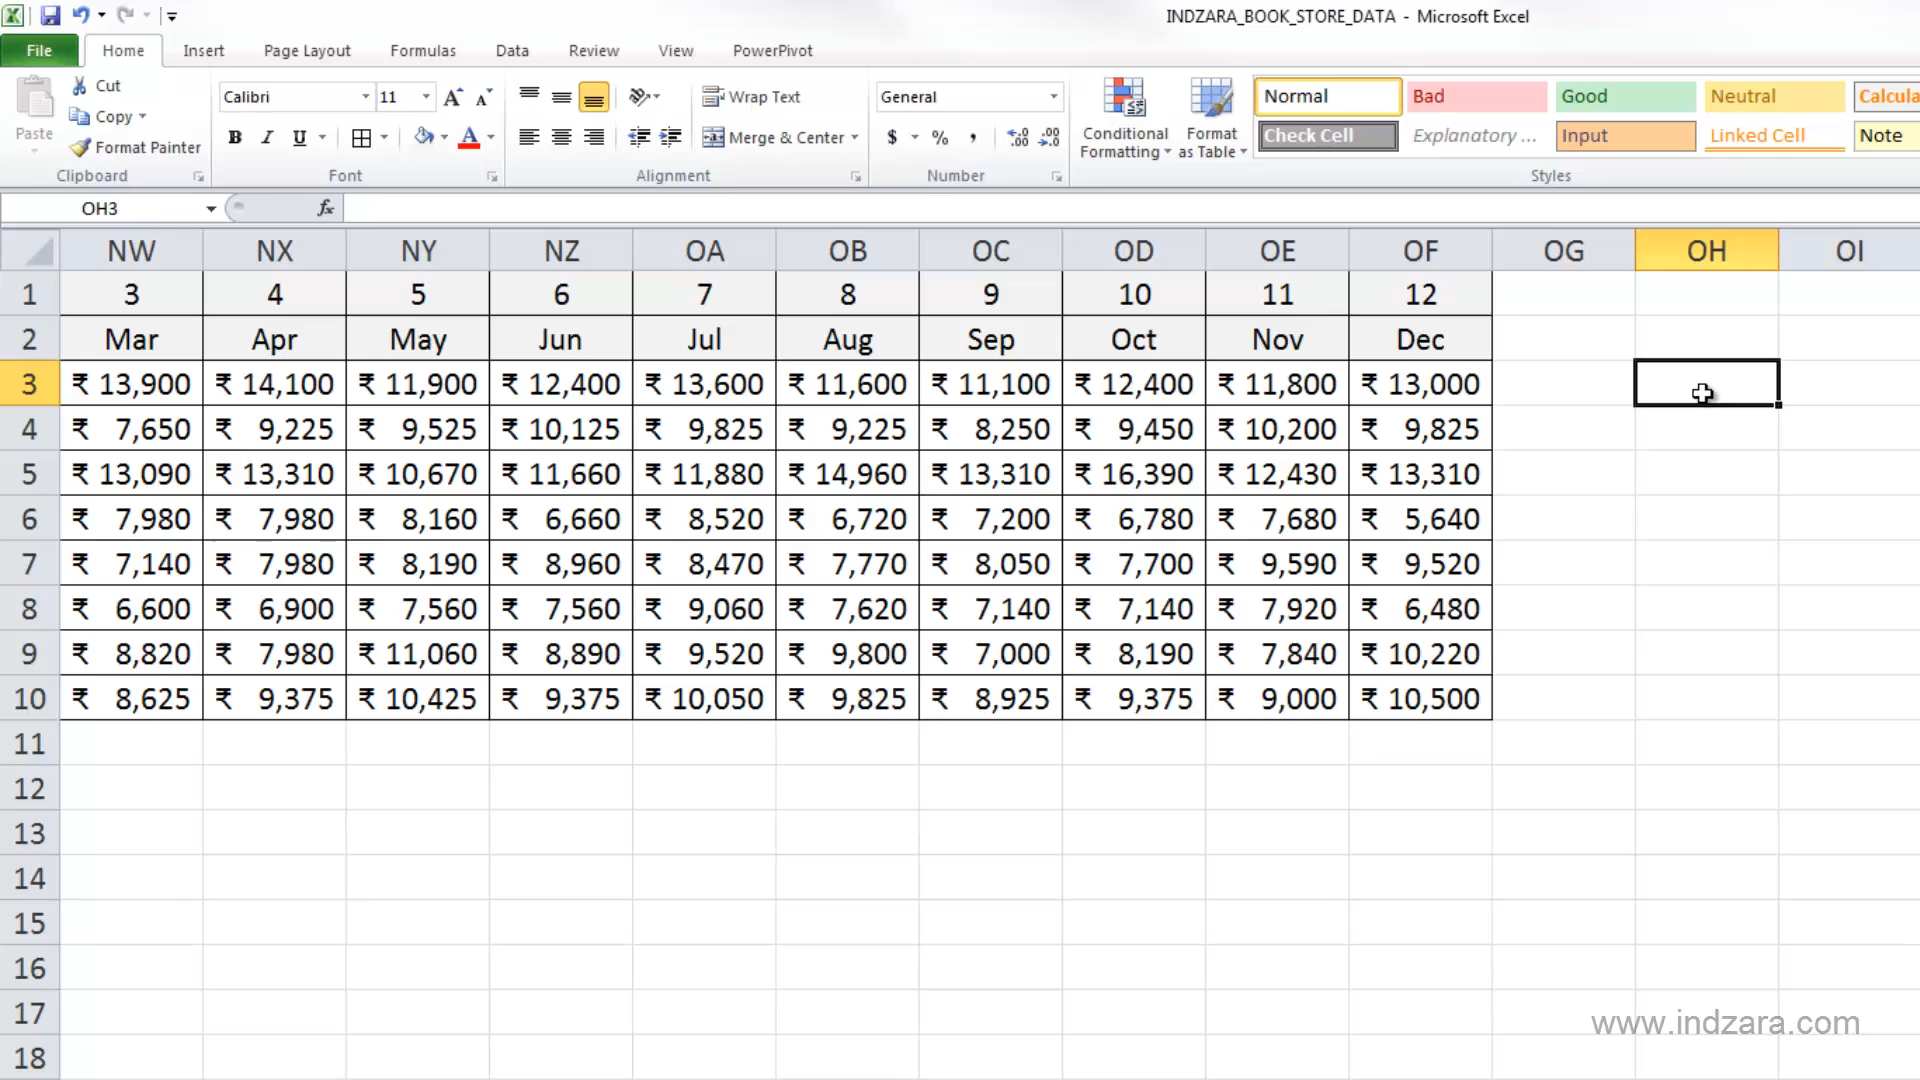 INDZARA_BOOK_STORE_DATA - Microsoft Excel
File Home Insert Page Layout Formulas Data Review View PowerPivot
Paste Cut Copy Format Painter Clipboard
Calibri 11 B I U A Font
Wrap Text Merge & Center Alignment
General $ % , Number
Conditional Formatting Format as Table
Normal Bad Good Neutral Calcula
Check Cell Explanatory ... Input Linked Cell Note
Styles
OH3 fx
NW NX NY NZ OA OB OC OD OE OF OG OH OI
1 3 4 5 6 7 8 9 10 11 12
2 Mar Apr May Jun Jul Aug Sep Oct Nov Dec
3 ₹ 13,900 ₹ 14,100 ₹ 11,900 ₹ 12,400 ₹ 13,600 ₹ 11,600 ₹ 11,100 ₹ 12,400 ₹ 11,800 ₹ 13,000
4 ₹ 7,650 ₹ 9,225 ₹ 9,525 ₹ 10,125 ₹ 9,825 ₹ 9,225 ₹ 8,250 ₹ 9,450 ₹ 10,200 ₹ 9,825
5 ₹ 13,090 ₹ 13,310 ₹ 10,670 ₹ 11,660 ₹ 11,880 ₹ 14,960 ₹ 13,310 ₹ 16,390 ₹ 12,430 ₹ 13,310
6 ₹ 7,980 ₹ 7,980 ₹ 8,160 ₹ 6,660 ₹ 8,520 ₹ 6,720 ₹ 7,200 ₹ 6,780 ₹ 7,680 ₹ 5,640
7 ₹ 7,140 ₹ 7,980 ₹ 8,190 ₹ 8,960 ₹ 8,470 ₹ 7,770 ₹ 8,050 ₹ 7,700 ₹ 9,590 ₹ 9,520
8 ₹ 6,600 ₹ 6,900 ₹ 7,560 ₹ 7,560 ₹ 9,060 ₹ 7,620 ₹ 7,140 ₹ 7,140 ₹ 7,920 ₹ 6,480
9 ₹ 8,820 ₹ 7,980 ₹ 11,060 ₹ 8,890 ₹ 9,520 ₹ 9,800 ₹ 7,000 ₹ 8,190 ₹ 7,840 ₹ 10,220
10 ₹ 8,625 ₹ 9,375 ₹ 10,425 ₹ 9,375 ₹ 10,050 ₹ 9,825 ₹ 8,925 ₹ 9,375 ₹ 9,000 ₹ 10,500
11
12
13
14
15
16
17
18
www.indzara.com